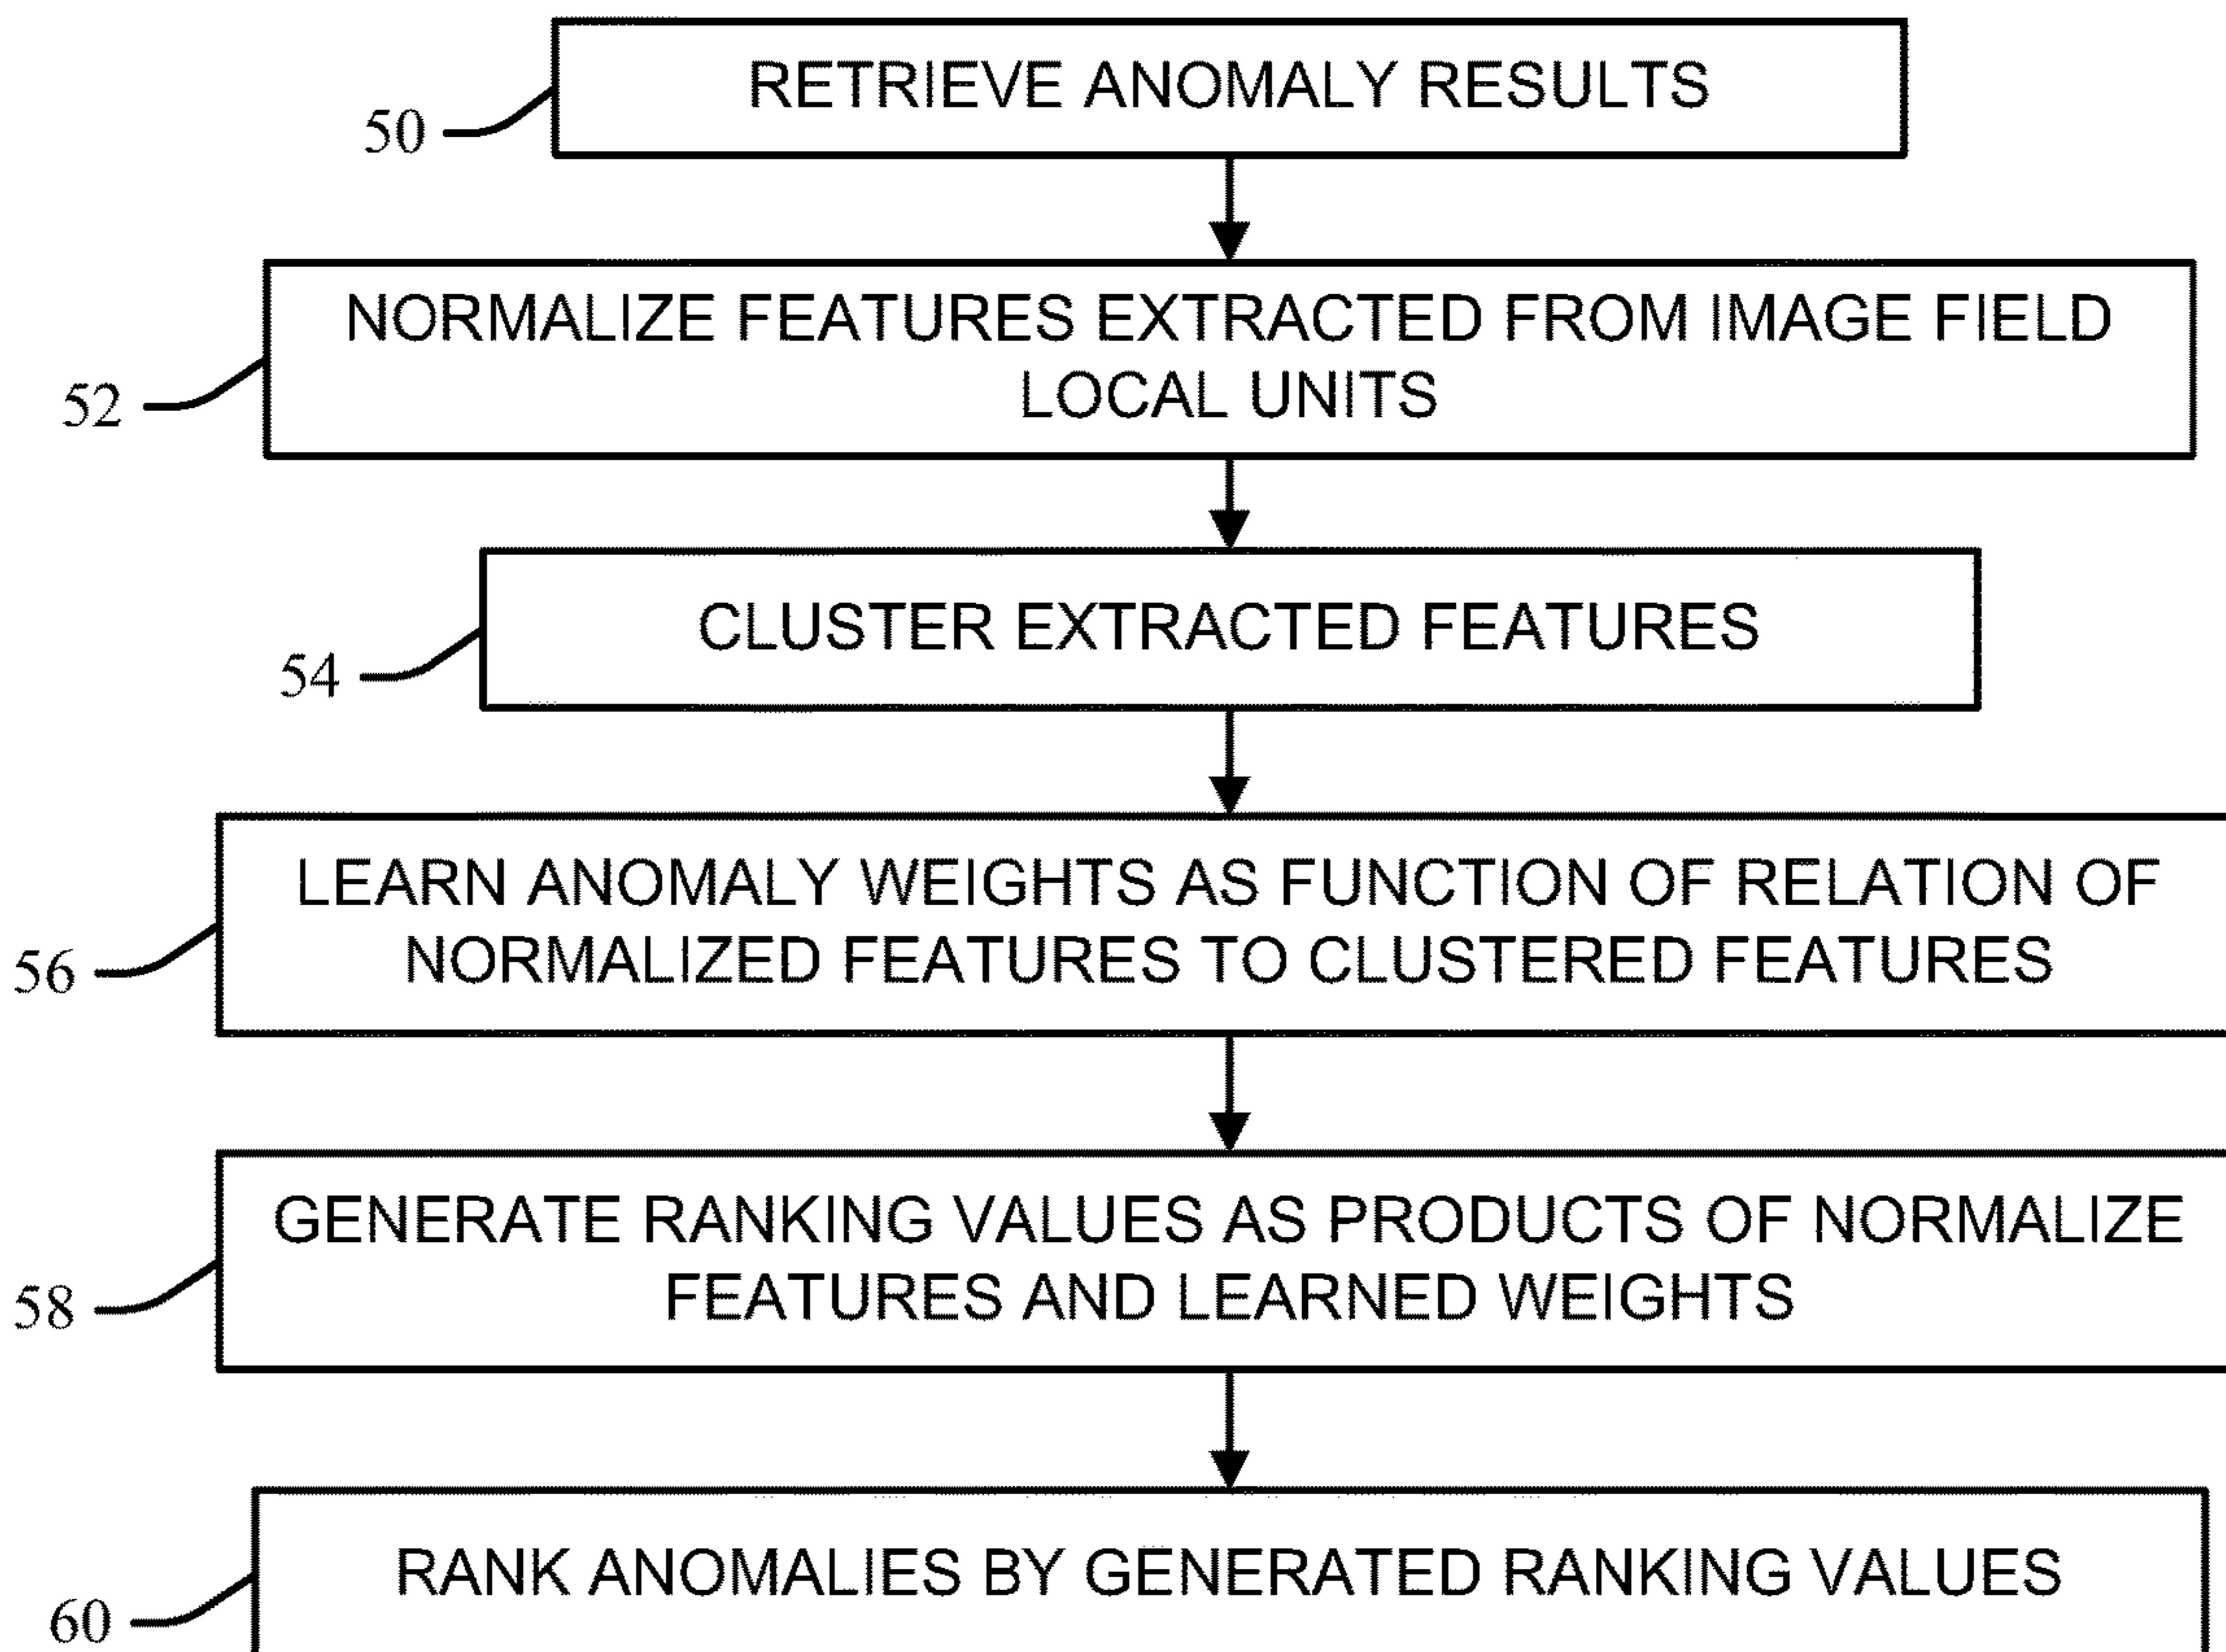 RETRIEVE ANOMALY RESULTS
50
NORMALIZE FEATURES EXTRACTED FROM IMAGE FIELD
LOCAL UNITS
52
CLUSTER EXTRACTED FEATURES
54
LEARN ANOMALY WEIGHTS AS FUNCTION OF RELATION OF
NORMALIZED FEATURES TO CLUSTERED FEATURES
56
GENERATE RANKING VALUES AS PRODUCTS OF NORMALIZE
FEATURES AND LEARNED WEIGHTS
58
RANK ANOMALIES BY GENERATED RANKING VALUES
60